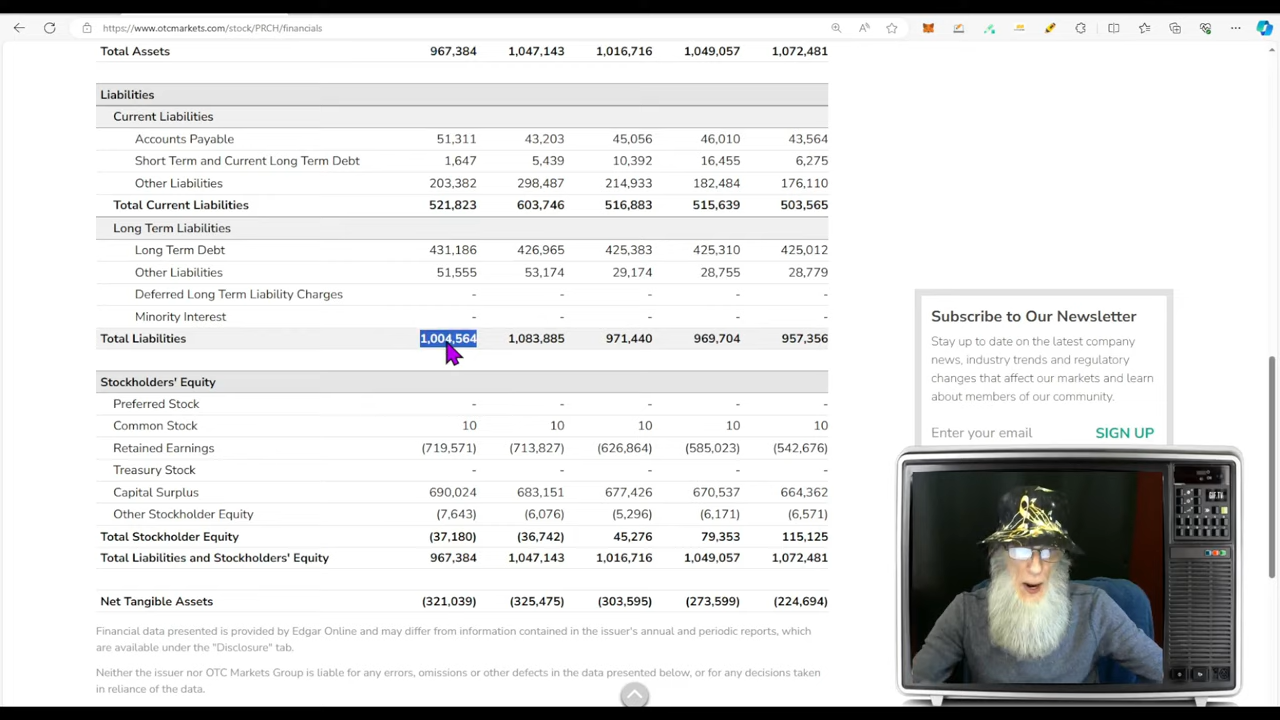 https://www.otcmarkets.com/stock/PRCH/financials
Total Assets 967,384 1,047,143 1,016,716 1,049,057 1,072,481
Liabilities
Current Liabilities
Accounts Payable 51,311 43,203 45,056 46,010 43,564
Short Term and Current Long Term Debt 1,647 5,439 10,392 16,455 6,275
Other Liabilities 203,382 298,487 214,933 182,484 176,110
Total Current Liabilities 521,823 603,746 516,883 515,639 503,565
Long Term Liabilities
Long Term Debt 431,186 426,965 425,383 425,310 425,012
Other Liabilities 51,555 53,174 29,174 28,755 28,779
Deferred Long Term Liability Charges - - - - -
Minority Interest - - - - -
Total Liabilities 1,004,564 1,083,885 971,440 969,704 957,356
Stockholders' Equity
Preferred Stock - - - - -
Common Stock 10 10 10 10 10
Retained Earnings (719,571) (713,827) (626,864) (585,023) (542,676)
Treasury Stock - - - - -
Capital Surplus 690,024 683,151 677,426 670,537 664,362
Other Stockholder Equity (7,643) (6,076) (5,296) (6,171) (6,571)
Total Stockholder Equity (37,180) (36,742) 45,276 79,353 115,125
Total Liabilities and Stockholders' Equity 967,384 1,047,143 1,016,716 1,049,057 1,072,481
Net Tangible Assets (321,039) (325,475) (303,595) (273,599) (224,694)
Financial data presented is provided by Edgar Online and may differ from in contained in the issuer's annual and periodic reports, which
are available under the "Disclosure" tab.
Neither the issuer nor OTC Markets Group is liable for any errors, omissions or other defects in the data presented below, or for any decisions taken
in reliance of the data.
Subscribe to Our Newsletter
Stay up to date on the latest company
news, industry trends and regulatory
changes that affect our markets and learn
about members of our community.
Enter your email SIGN UP